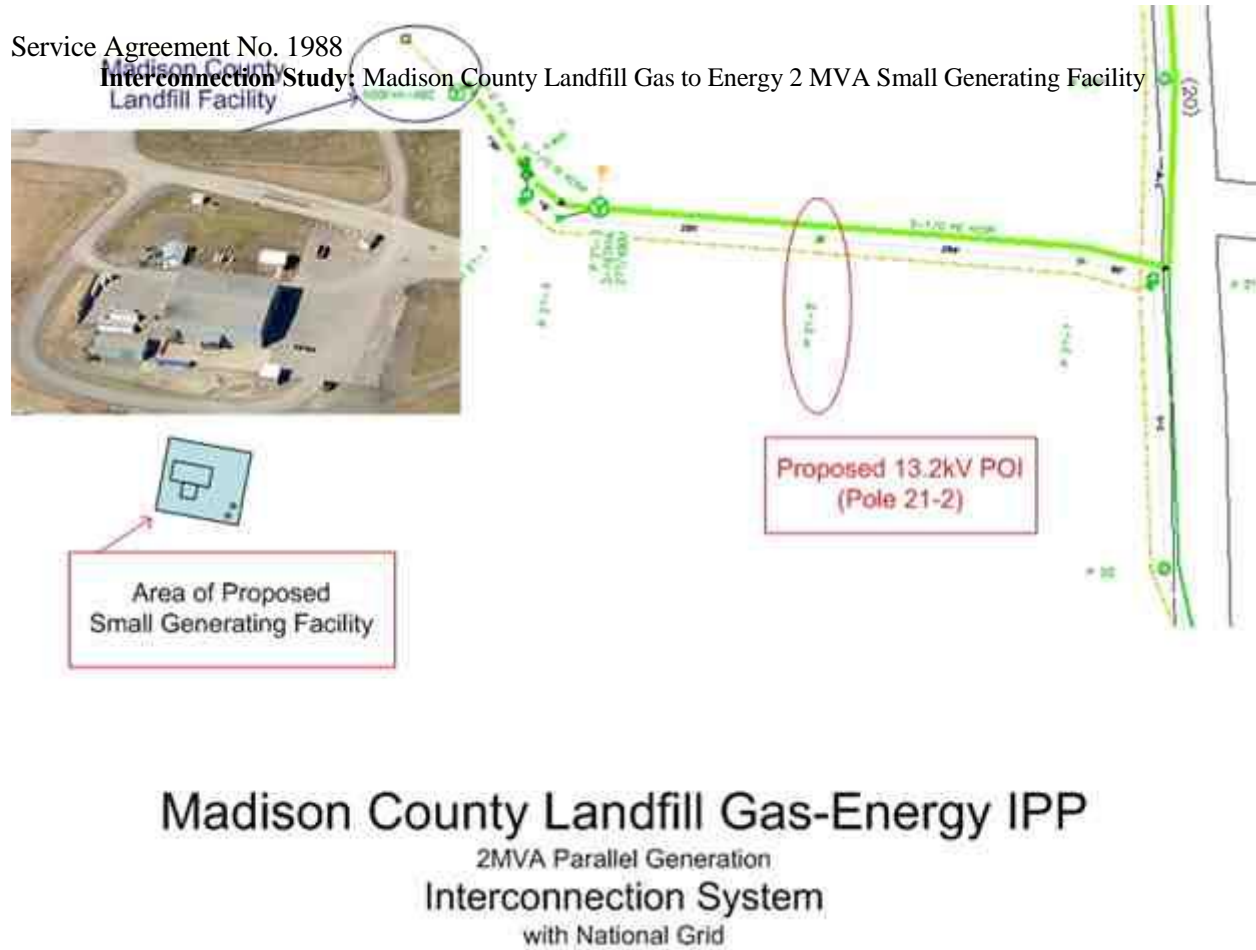 Service Agreement No. 1988
Interconnection Study: Madison County Landfill Gas to Energy 2 MVA Small Generating Facility
Madison County
Landfill Facility
(20)
Proposed 13.2kV POI
(Pole 21-2)
Area of Proposed
Small Generating Facility
Madison County Landfill Gas-Energy IPP
2MVA Parallel Generation
Interconnection System
with National Grid